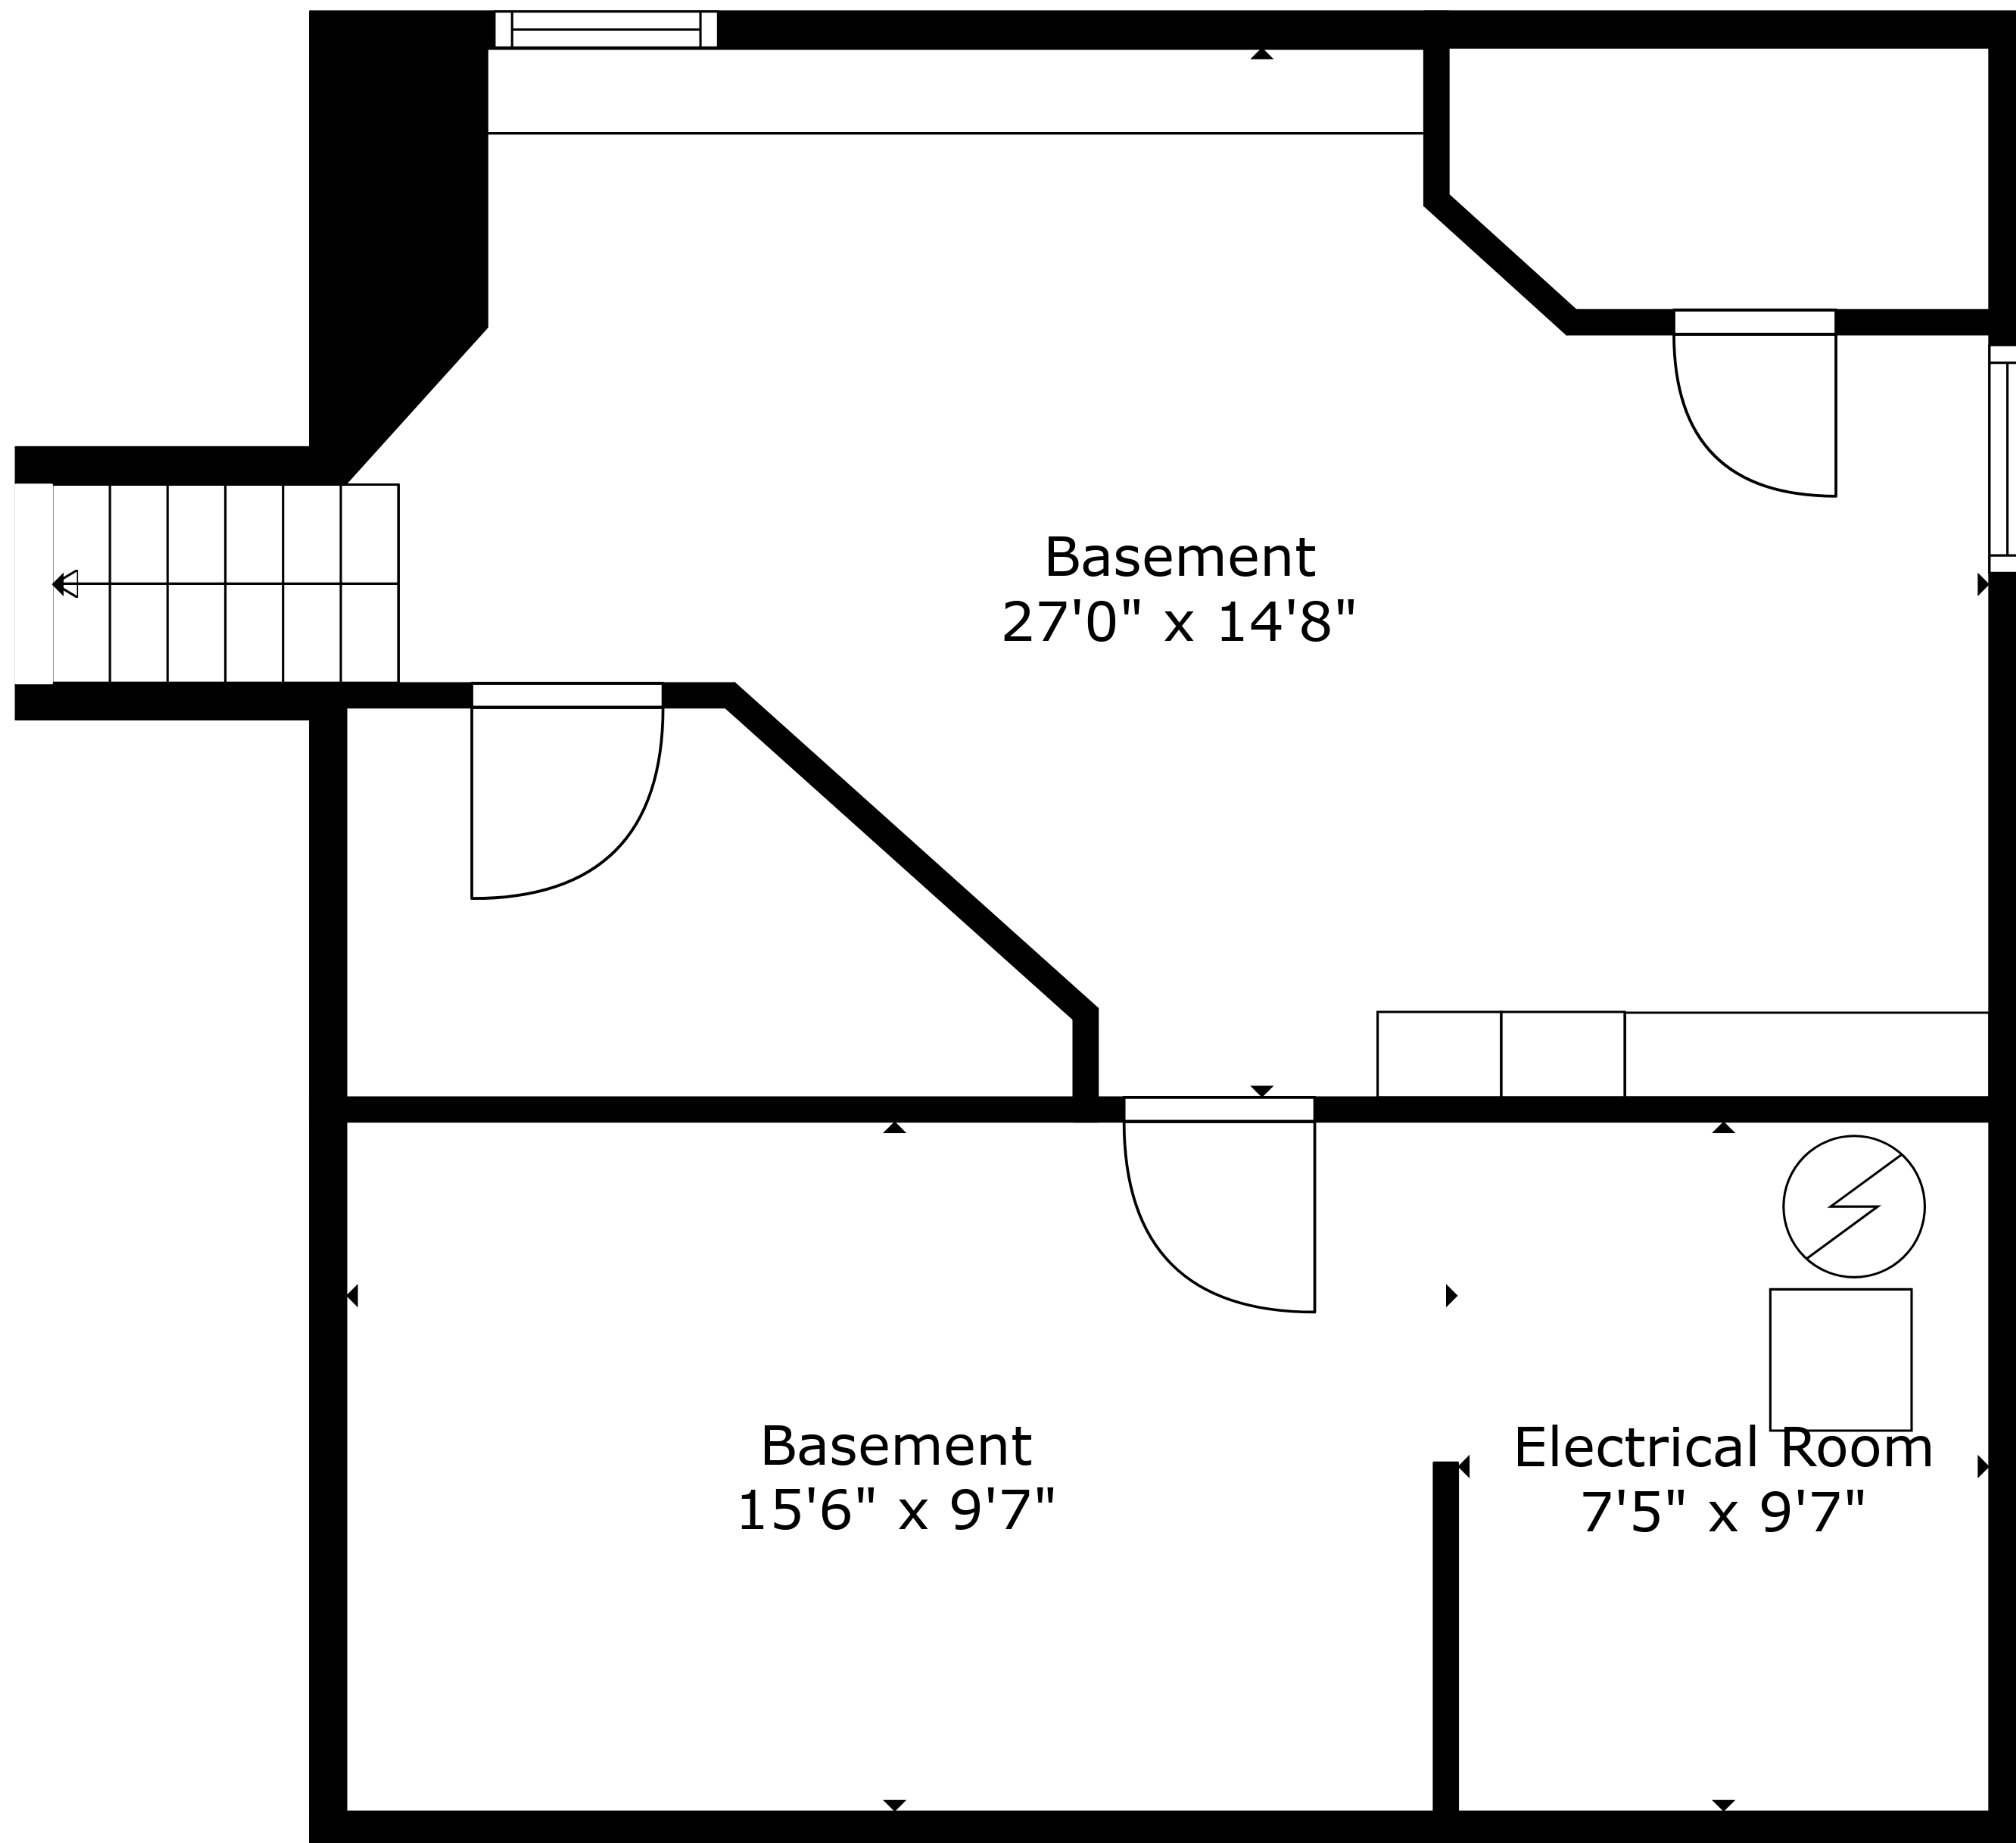 Basement
27'0" x 14'8"
Basement
15'6" x 9'7"
Electrical Room
7'5" x 9'7"